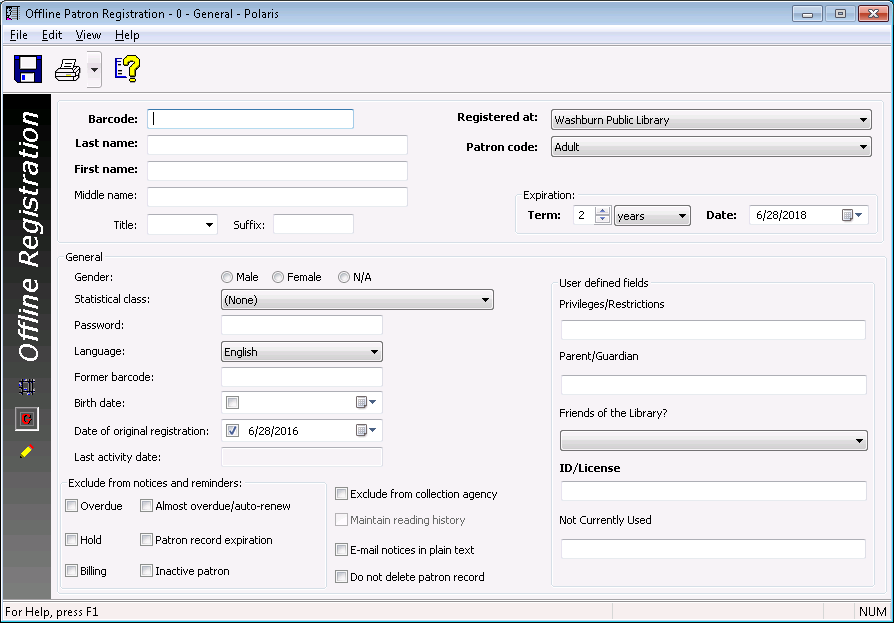 Offline Patron Registration - 0 - General - Polaris
File Edit View Help
Offline Registration
Barcode:
Last name:
First name:
Middle name:
Title: Suffix:
Registered at: Washburn Public Library
Patron code: Adult
Expiration:
Term: 2 years Date: 6/28/2018
General
Gender: Male Female N/A
Statistical class: (None)
Password:
Language: English
Former barcode:
Birth date:
Date of original registration: 6/28/2016
Last activity date:
Exclude from notices and reminders:
Overdue Almost overdue/auto-renew
Hold Patron record expiration
Billing Inactive patron
Exclude from collection agency
Maintain reading history
E-mail notices in plain text
Do not delete patron record
User defined fields
Privileges/Restrictions
Parent/Guardian
Friends of the Library?
ID/License
Not Currently Used
For Help, press F1 NUM